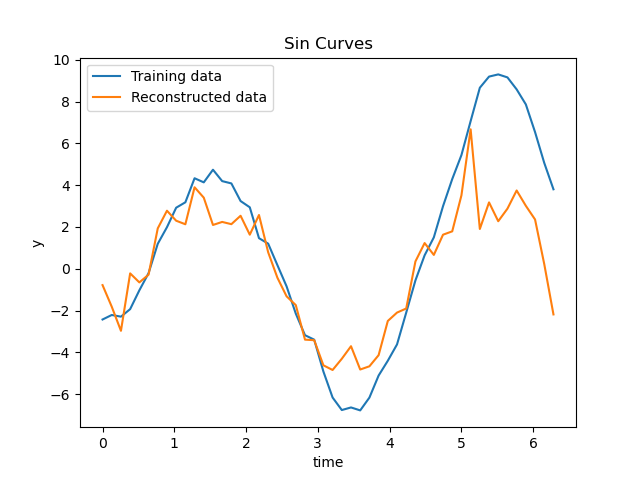 Sin Curves
Training data
Reconstructed data
10
8
6
4
2
0
−2
−4
−6
y
0 1 2 3 4 5 6
time